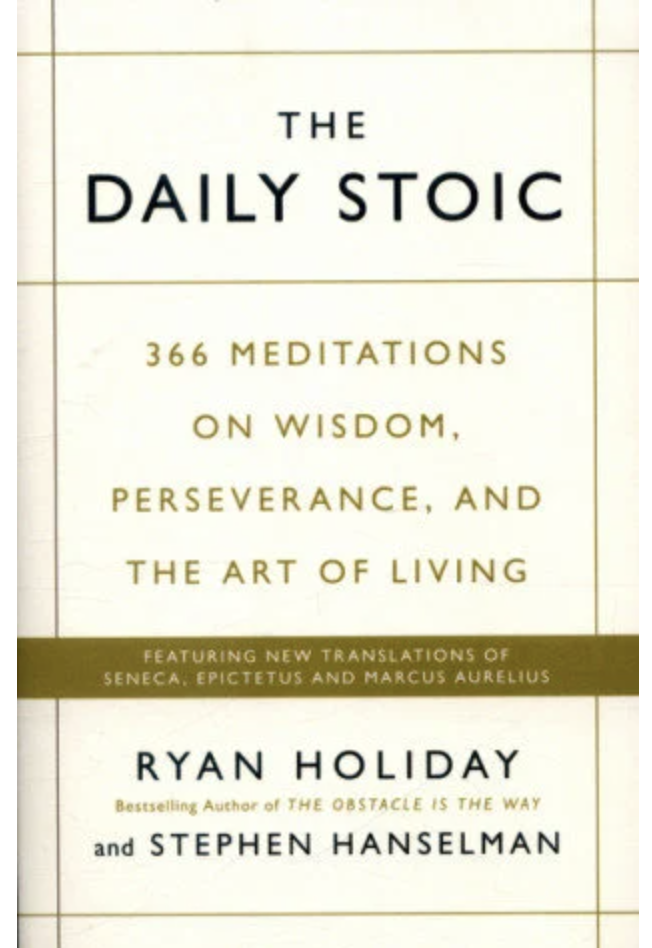 THE
DAILY STOIC
366 MEDITATIONS
ON WISDOM,
PERSEVERANCE, AND
THE ART OF LIVING
FEATURING NEW TRANSLATIONS OF
SENECA, EPICTETUS AND MARCUS AURELIUS
RYAN HOLIDAY
Bestselling Author of THE OBSTACLE IS THE WAY
and STEPHEN HANSELMAN